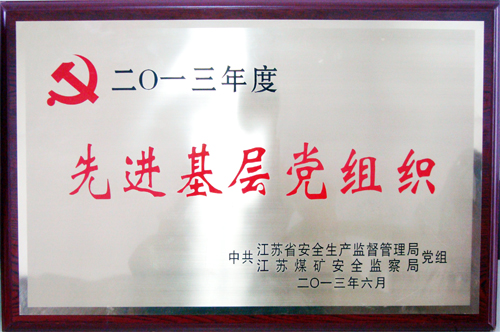 二〇一三年度
先进基层党组织
中共江苏省安全生产监督管理局党组
江苏煤矿安全监察局
二〇一三年六月